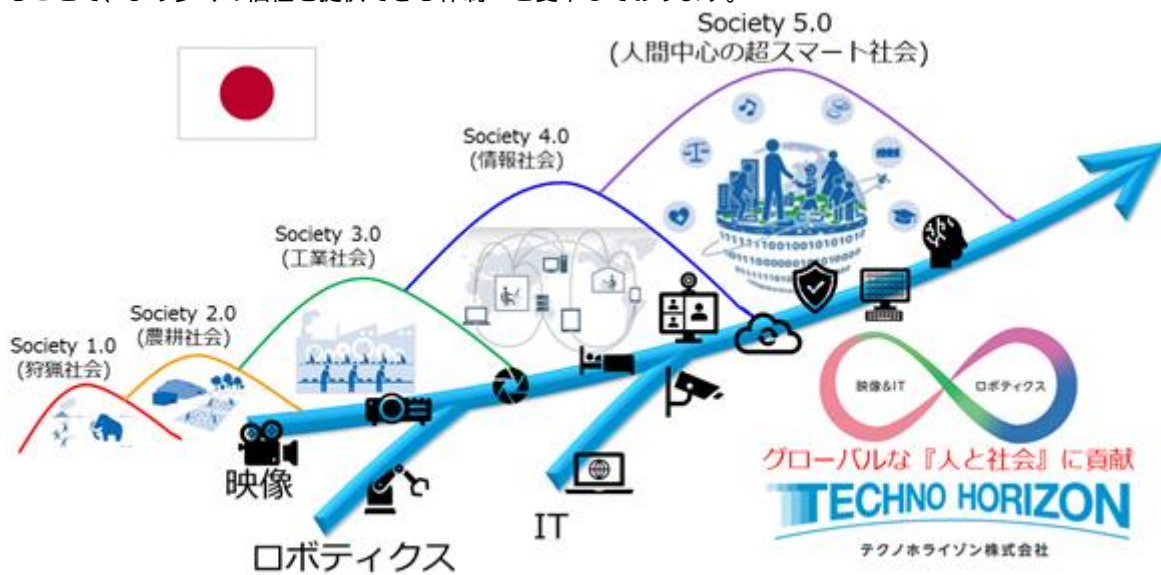 Society 5.0
(人間中心の超スマート社会)
Society 4.0
(情報社会)
Society 3.0
(工業社会)
Society 2.0
(農耕社会)
Society 1.0
(狩猟社会)
映像
ロボティクス
IT
映像&IT
ロボティクス
グローバルな『人と社会』に貢献
TECHNO HORIZON
テクノホライゾン株式会社